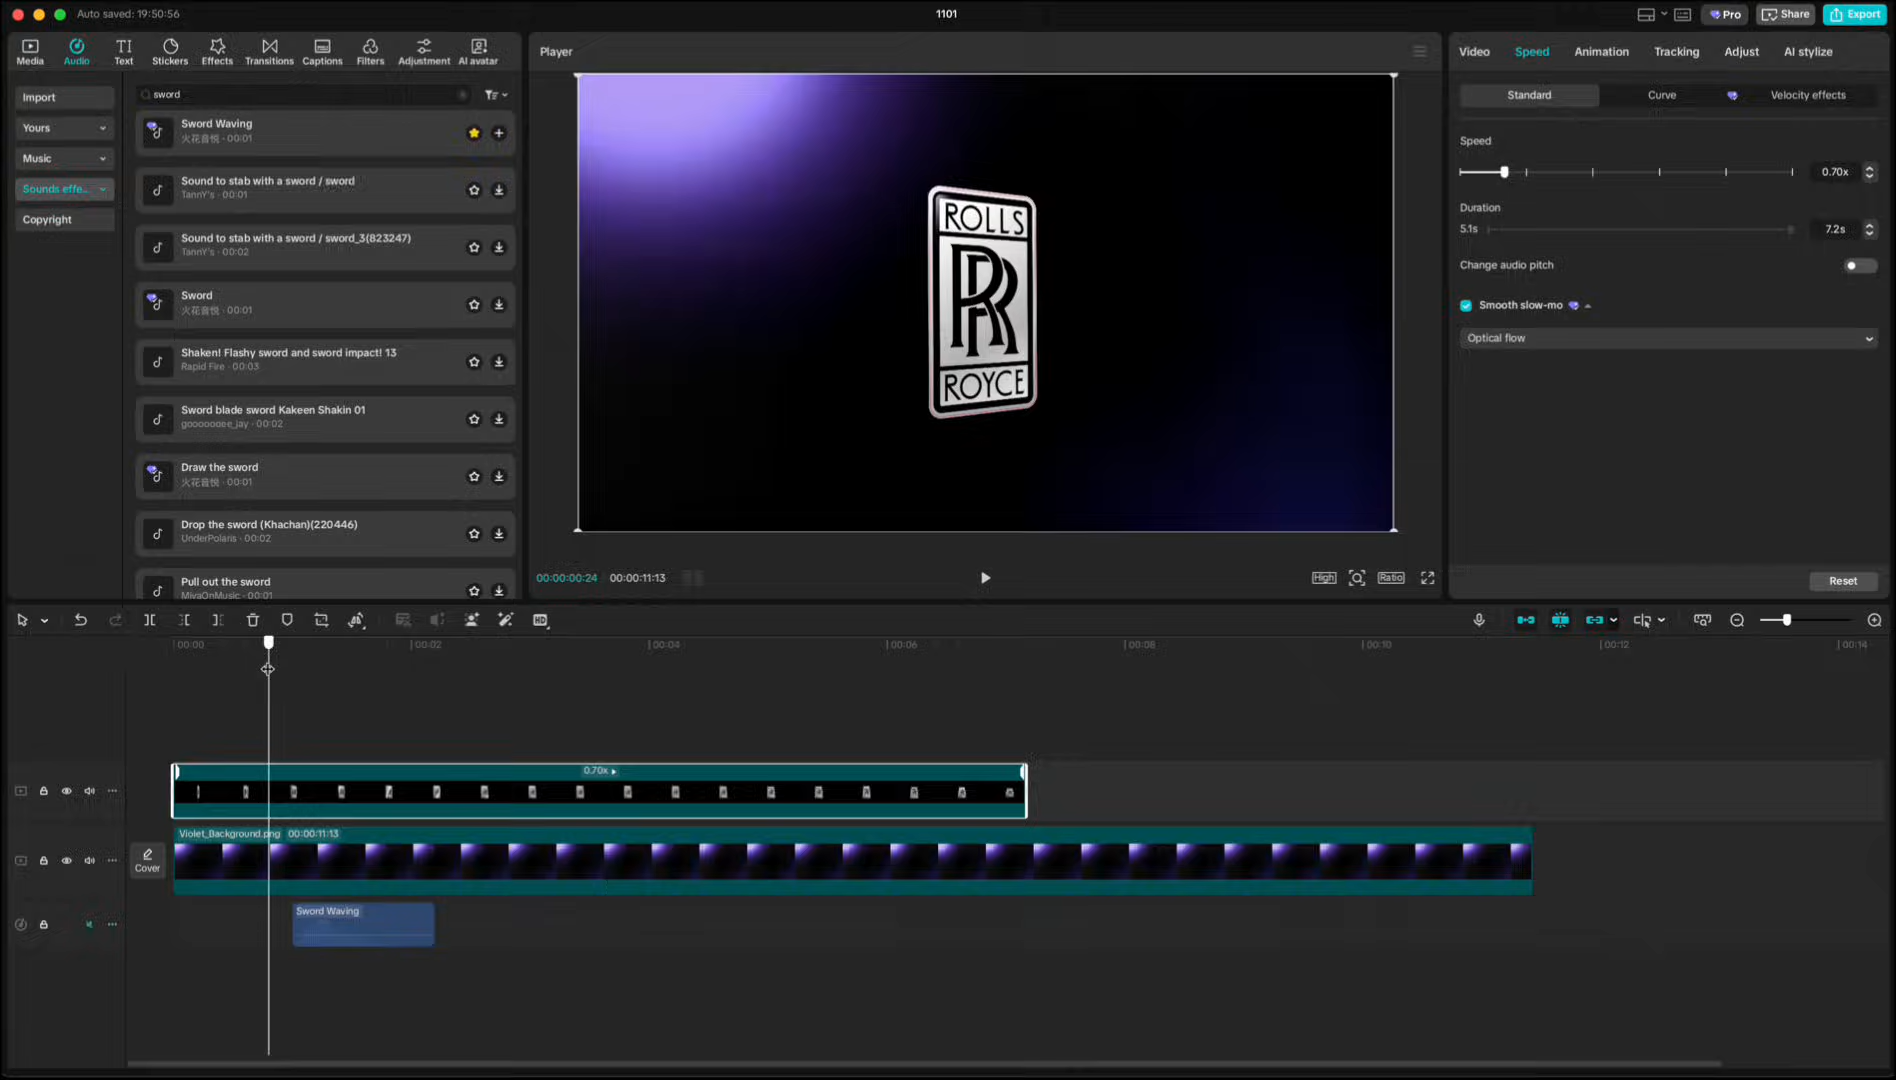 Auto saved: 19:50:56
1101
Pro
Share
Export
Media
Audio
TI
Text
Stickers
Effects
Transitions
Captions
Filters
Adjustment
AI avatar
Import
Yours
Music
Sounds effe...
Copyright
sword
Sword Waving
火花音悦 · 00:01
Sound to stab with a sword / sword
TannY's · 00:01
Sound to stab with a sword / sword_3(823247)
TannY's · 00:02
Sword
火花音悦 · 00:01
Shaken! Flashy sword and sword impact! 13
Rapid Fire · 00:03
Sword blade sword Kakeen Shakin 01
Draw the sword
火花音悦 · 00:01
Drop the sword (Khachan)(220446)
UnderPolaris · 00:02
Pull out the sword
MiyaOnMusic · 00:01
Player
ROLLS
RR
ROYCE
00:00:00:24
00:00:11:13
High
Ratio
Video
Speed
Animation
Tracking
Adjust
AI stylize
Standard
Curve
Velocity effects
Speed
0.70x
Duration
5.1s
7.2s
Change audio pitch
Smooth slow-mo
Optical flow
Reset
HD
00:00
00:02
00:04
00:06
00:08
00:10
00:12
00:14
0.70x
Cover
Violet_Background.png 00:00:11:13
Sword Waving